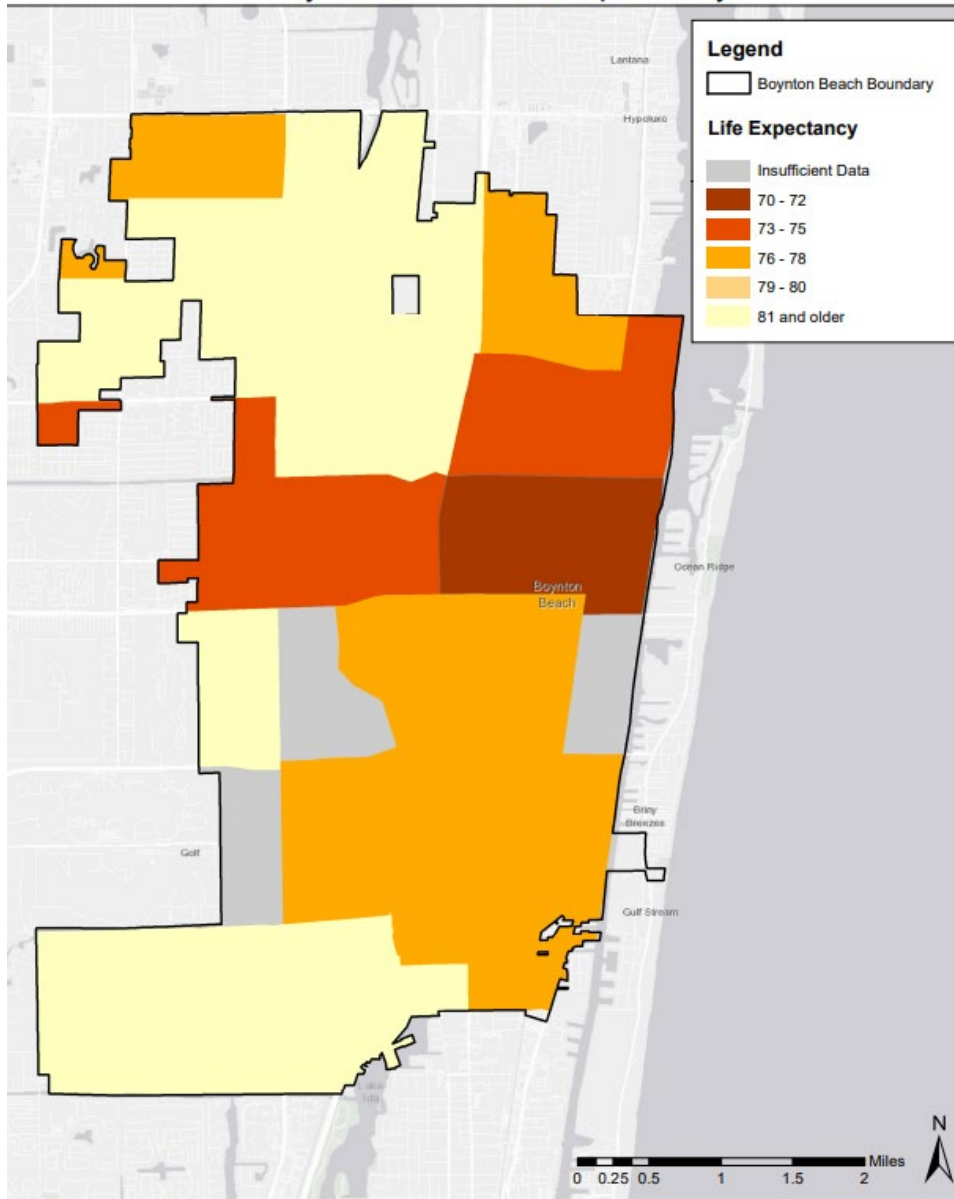 Legend
Boynton Beach Boundary
Life Expectancy
Insufficient Data
70 - 72
73 - 75
76 - 78
79 - 80
81 and older
Lantana
Hypoluxo
Ocean Ridge
Boynton
Beach
Briny
Breezes
Golf
Gulf Stream
Lake
Ida
N
Miles
0 0.25 0.5 1 1.5 2